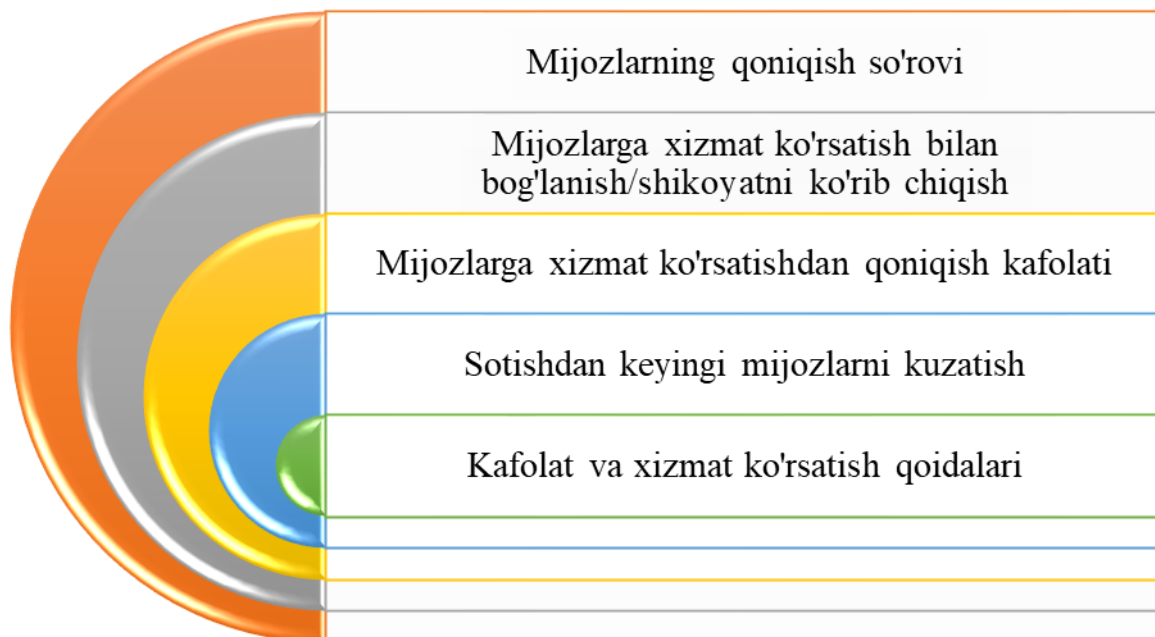 Mijozlarning qoniqish so'rovi
Mijozlarga xizmat ko'rsatish bilan
bog'lanish/shikoyatni ko'rib chiqish
Mijozlarga xizmat ko'rsatishdan qoniqish kafolati
Sotishdan keyingi mijozlarni kuzatish
Kafolat va xizmat ko'rsatish qoidalari